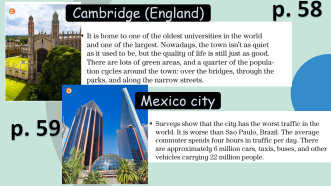 Cambridge (England)
p. 58
It is home to one of the oldest universities in the world
and one of the largest. Nowadays, the town isn't as quiet
as it used to be, but the quality of life is still just as good.
There are lots of green areas, and a quarter of the popula-
tion cycles around the town: over the bridges, through the
parks, and along the narrow streets.
Mexico city
p. 59
Surveys show that the city has the worst traffic in the
world. It is worse than Sao Paulo, Brazil. The average
commuter spends four hours in traffic per day. There
are approximately 6 million cars, taxis, buses, and other
vehicles carrying 22 million people.